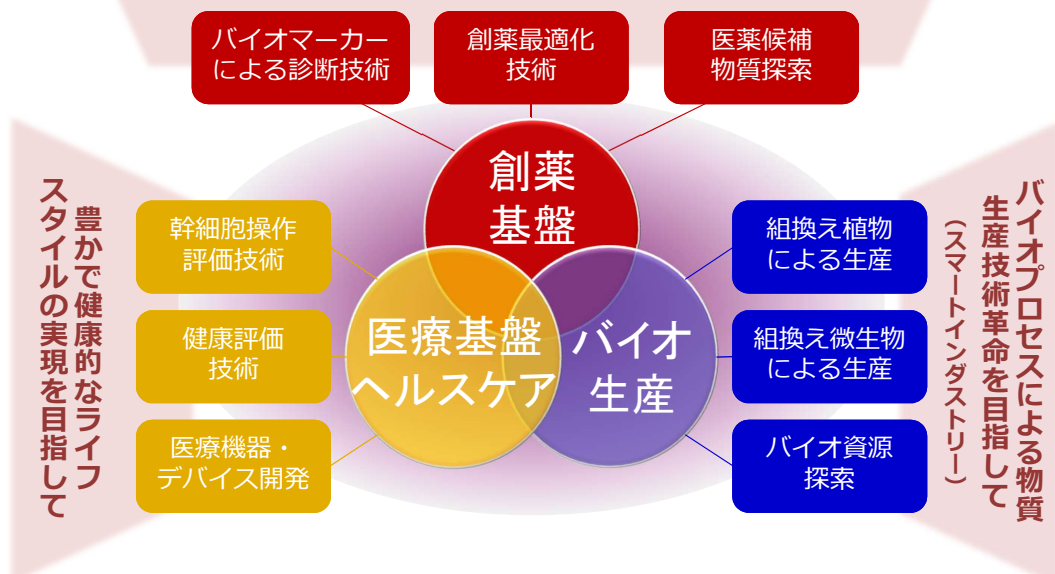 バイオマーカー
による診断技術
創薬最適化
技術
医薬候補
物質探索
創薬
基盤
豊かで健康的なライフ
スタイルの実現を目指して
幹細胞操作
評価技術
健康評価
技術
医療機器・
デバイス開発
医療基盤
ヘルスケア
バイオ
生産
組換え植物
による生産
組換え微生物
による生産
バイオ資源
探索
バイオプロセスによる物質
生産技術革命を目指して
(スマートインダストリー)